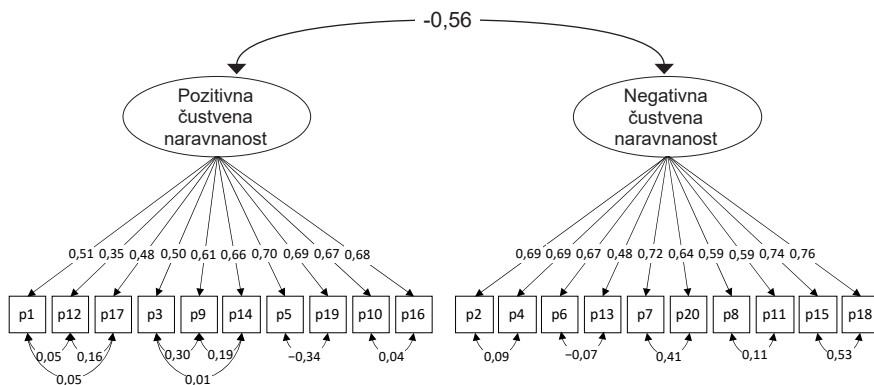 -0,56
Pozitivna
čustvena
naravnanost
Negativna
čustvena
naravnanost
0,51 0,35 0,48 0,50 0,61 0,66 0,70 0,69 0,67 0,68
0,69 0,69 0,67 0,48 0,72 0,64 0,59 0,59 0,74 0,76
p1 p12 p17 p3 p9 p14 p5 p19 p10 p16
p2 p4 p6 p13 p7 p20 p8 p11 p15 p18
0,05 0,16 0,30 0,19 −0,34 0,04
0,09 −0,07 0,41 0,11 0,53
0,05 0,01